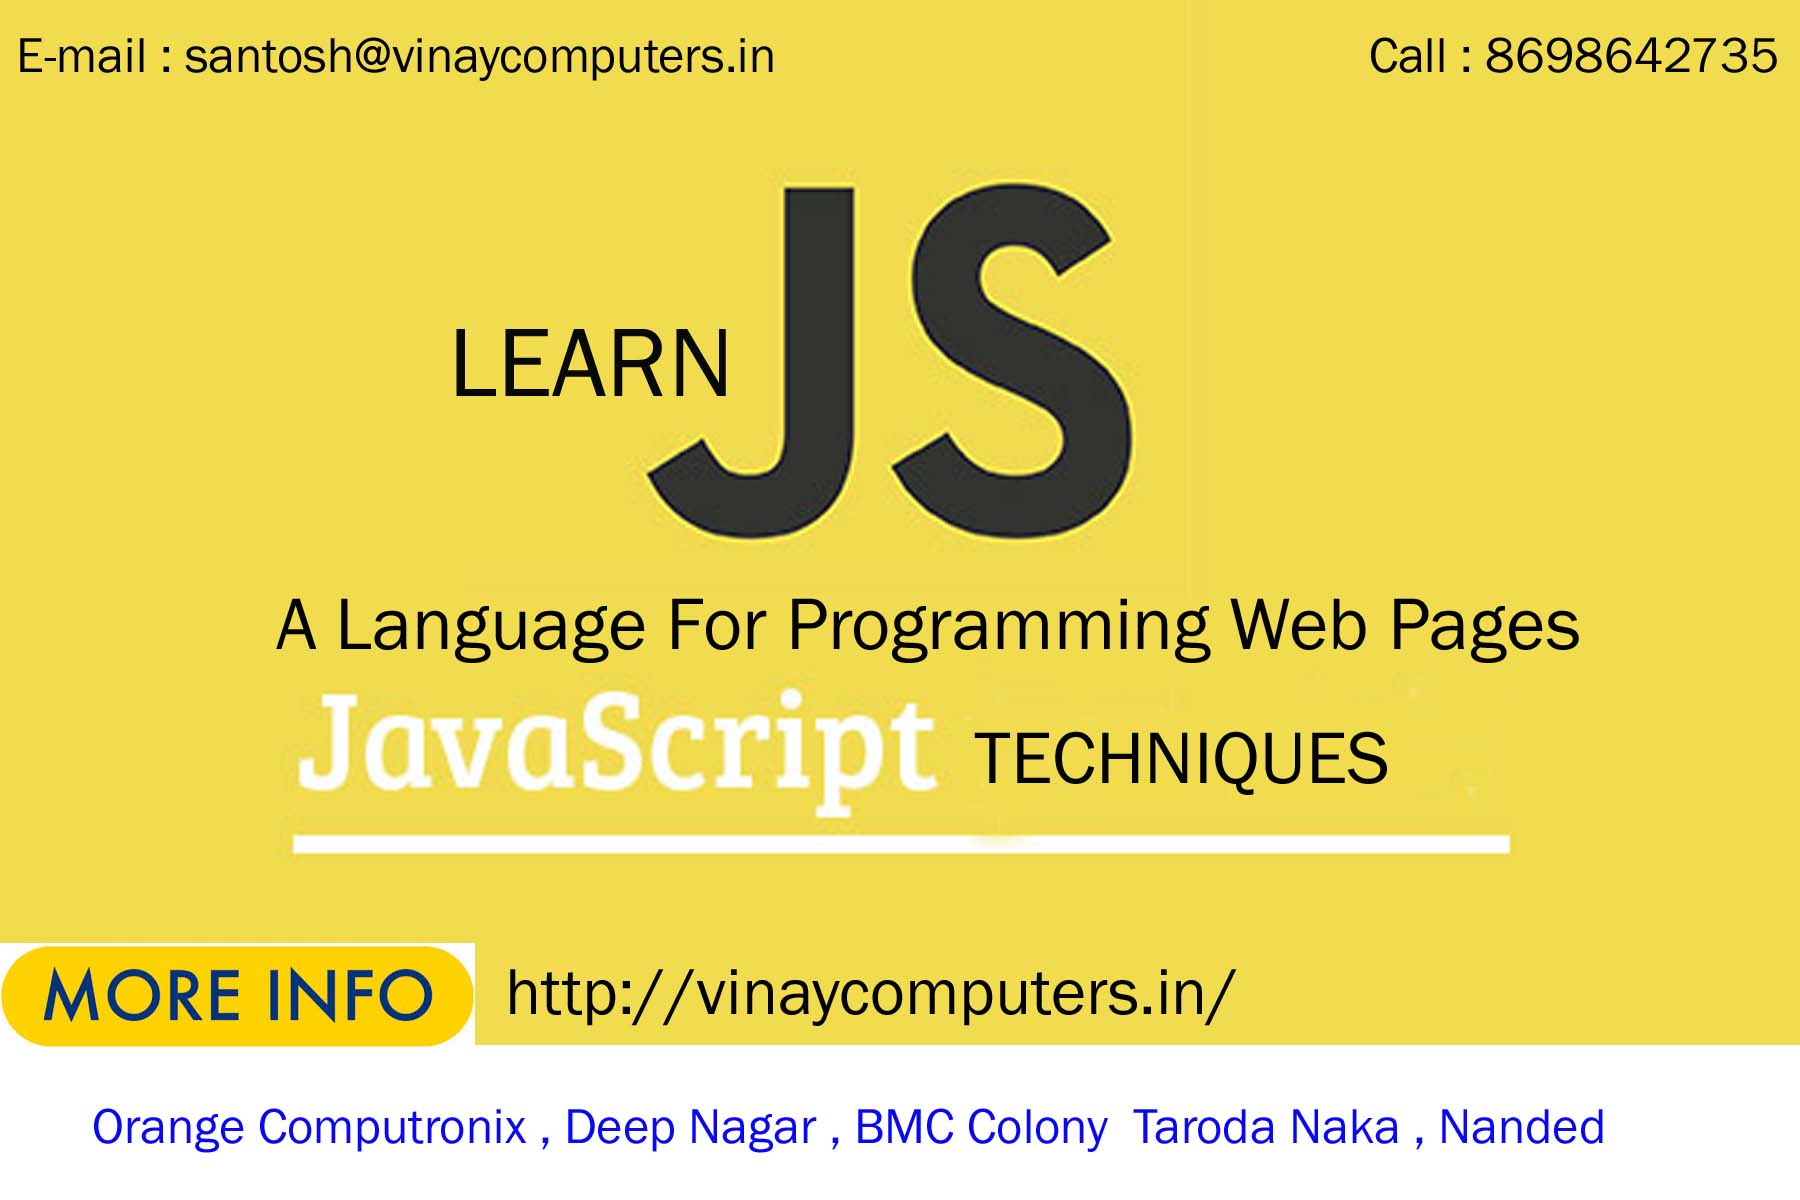 E-mail : santosh@vinaycomputers.in
Call : 8698642735
LEARN JS
A Language For Programming Web Pages
JavaScript TECHNIQUES
MORE INFO http://vinaycomputers.in/
Orange Computronix , Deep Nagar , BMC Colony  Taroda Naka , Nanded